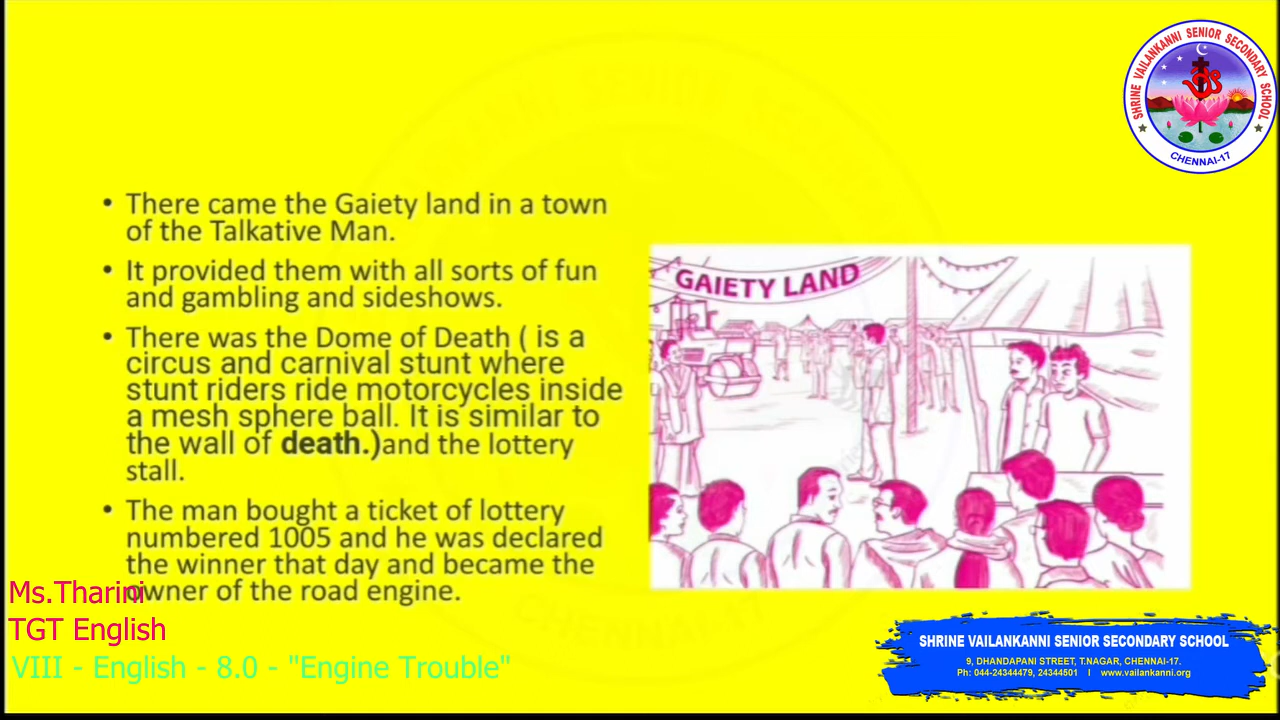 SHRINE VAILANKANNI SENIOR SECONDARY SCHOOL
CHENNAI-17
• There came the Gaiety land in a town
of the Talkative Man.
• It provided them with all sorts of fun
and gambling and sideshows.
• There was the Dome of Death ( is a
circus and carnival stunt where
stunt riders ride motorcycles inside
a mesh sphere ball. It is similar to
the wall of death.)and the lottery
stall.
• The man bought a ticket of lottery
numbered 1005 and he was declared
the winner that day and became the
owner of the road engine.
GAIETY LAND
Ms.Tharini
TGT English
VIII - English - 8.0 - "Engine Trouble"
SHRINE VAILANKANNI SENIOR SECONDARY SCHOOL
9, DHANDAPANI STREET, T.NAGAR, CHENNAI-17.
Ph: 044-24344479, 24344501 I www.vailankanni.org